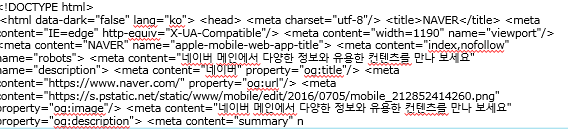 <!DOCTYPE html>
<html data-dark="false" lang="ko"> <head> <meta charset="utf-8"/> <title>NAVER</title> <meta
content="IE=edge" http-equiv="X-UA-Compatible"/> <meta content="width=1190" name="viewport"/>
<meta content="NAVER" name="apple-mobile-web-app-title"> <meta content="index,nofollow"
name="robots"> <meta content="네이버 메인에서 다양한 정보와 유용한 컨텐츠를 만나 보세요"
name="description"> <meta content="네이버" property="og:title"/> <meta
content="https://www.naver.com/" property="og:url"/> <meta
content="https://s.pstatic.net/static/www/mobile/edit/2016/0705/mobile_212852414260.png"
property="og:image"/> <meta content="네이버 메인에서 다양한 정보와 유용한 컨텐츠를 만나 보세요"
property="og:description"> <meta content="summary" n